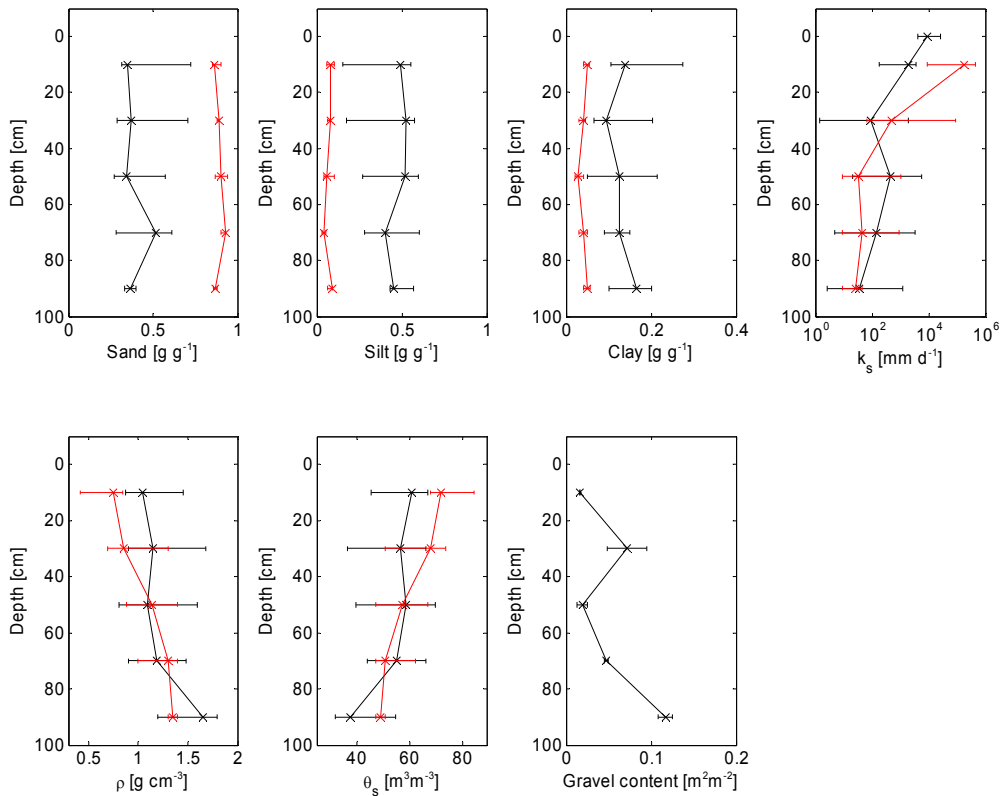 0
20
40
60
80
100
Depth [cm]
0 0.5 1
Sand [g g⁻¹]
0
20
40
60
80
100
Depth [cm]
0 0.5 1
Silt [g g⁻¹]
0
20
40
60
80
100
Depth [cm]
0 0.2 0.4
Clay [g g⁻¹]
0
20
40
60
80
100
Depth [cm]
10⁰ 10² 10⁴ 10⁶
kₛ [mm d⁻¹]
0
20
40
60
80
100
Depth [cm]
0.5 1 1.5 2
ρ [g cm⁻³]
0
20
40
60
80
100
Depth [cm]
40 60 80
θₛ [m³m⁻³]
0
20
40
60
80
100
Depth [cm]
0 0.1 0.2
Gravel content [m²m⁻²]